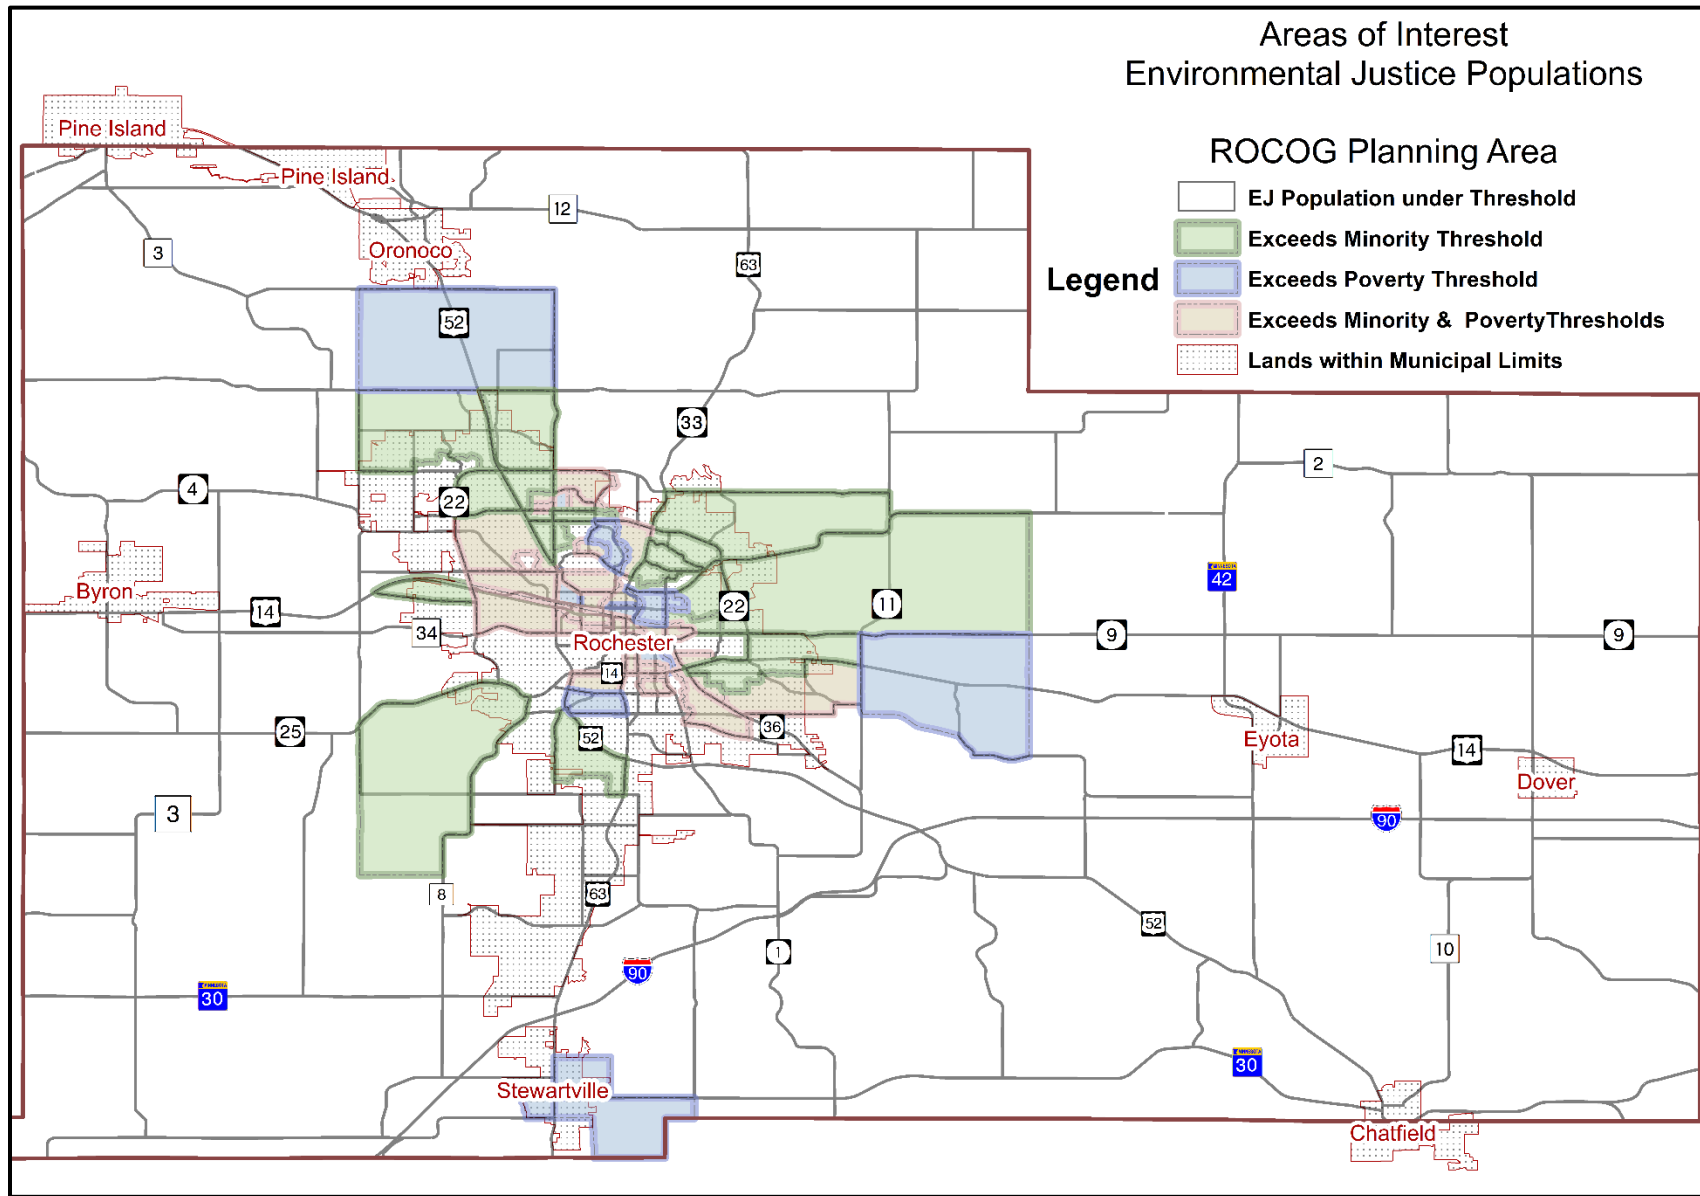 Areas of Interest
Environmental Justice Populations
ROCOG Planning Area
Legend
EJ Population under Threshold
Exceeds Minority Threshold
Exceeds Poverty Threshold
Exceeds Minority & PovertyThresholds
Lands within Municipal Limits
Pine Island
Pine Island
12
3
Oronoco
63
52
33
2
4
22
Byron
14
34
22
11
42
9
9
Rochester
14
25
52
36
Eyota
14
Dover
3
90
8
63
52
1
10
90
30
30
Stewartville
Chatfield